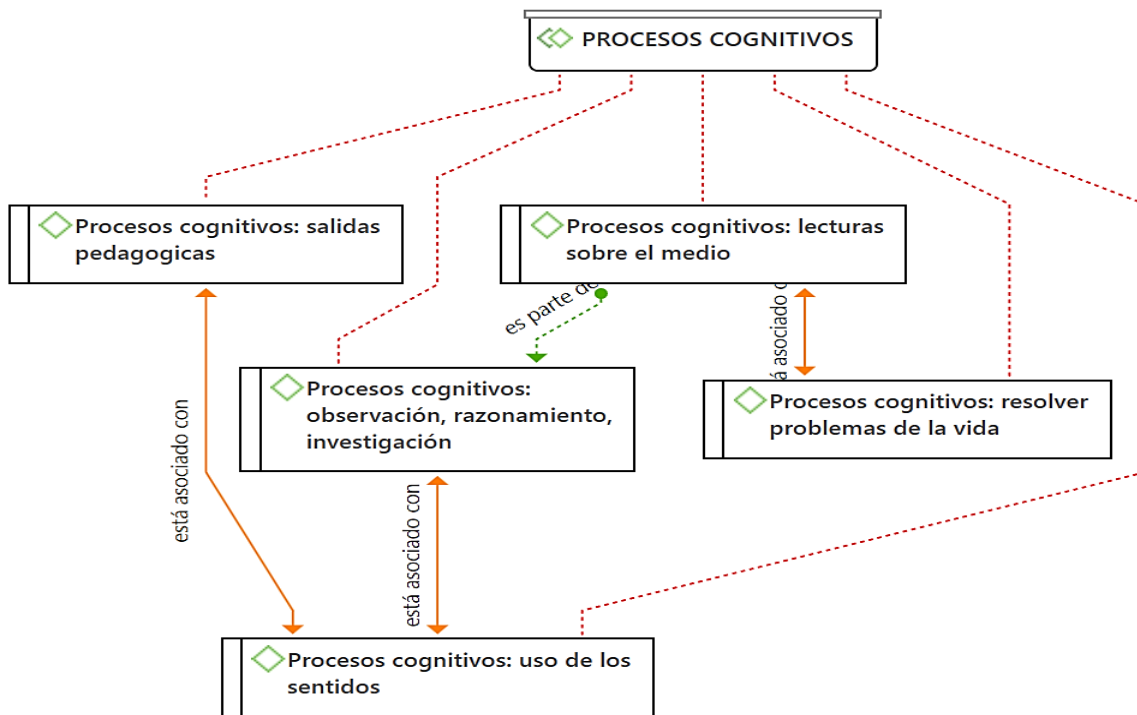 PROCESOS COGNITIVOS
Procesos cognitivos: salidas
pedagogicas
Procesos cognitivos: lecturas
sobre el medio
es parte de
asociado
Procesos cognitivos:
observación, razonamiento,
investigación
Procesos cognitivos: resolver
problemas de la vida
está asociado con
está asociado con
Procesos cognitivos: uso de los
sentidos